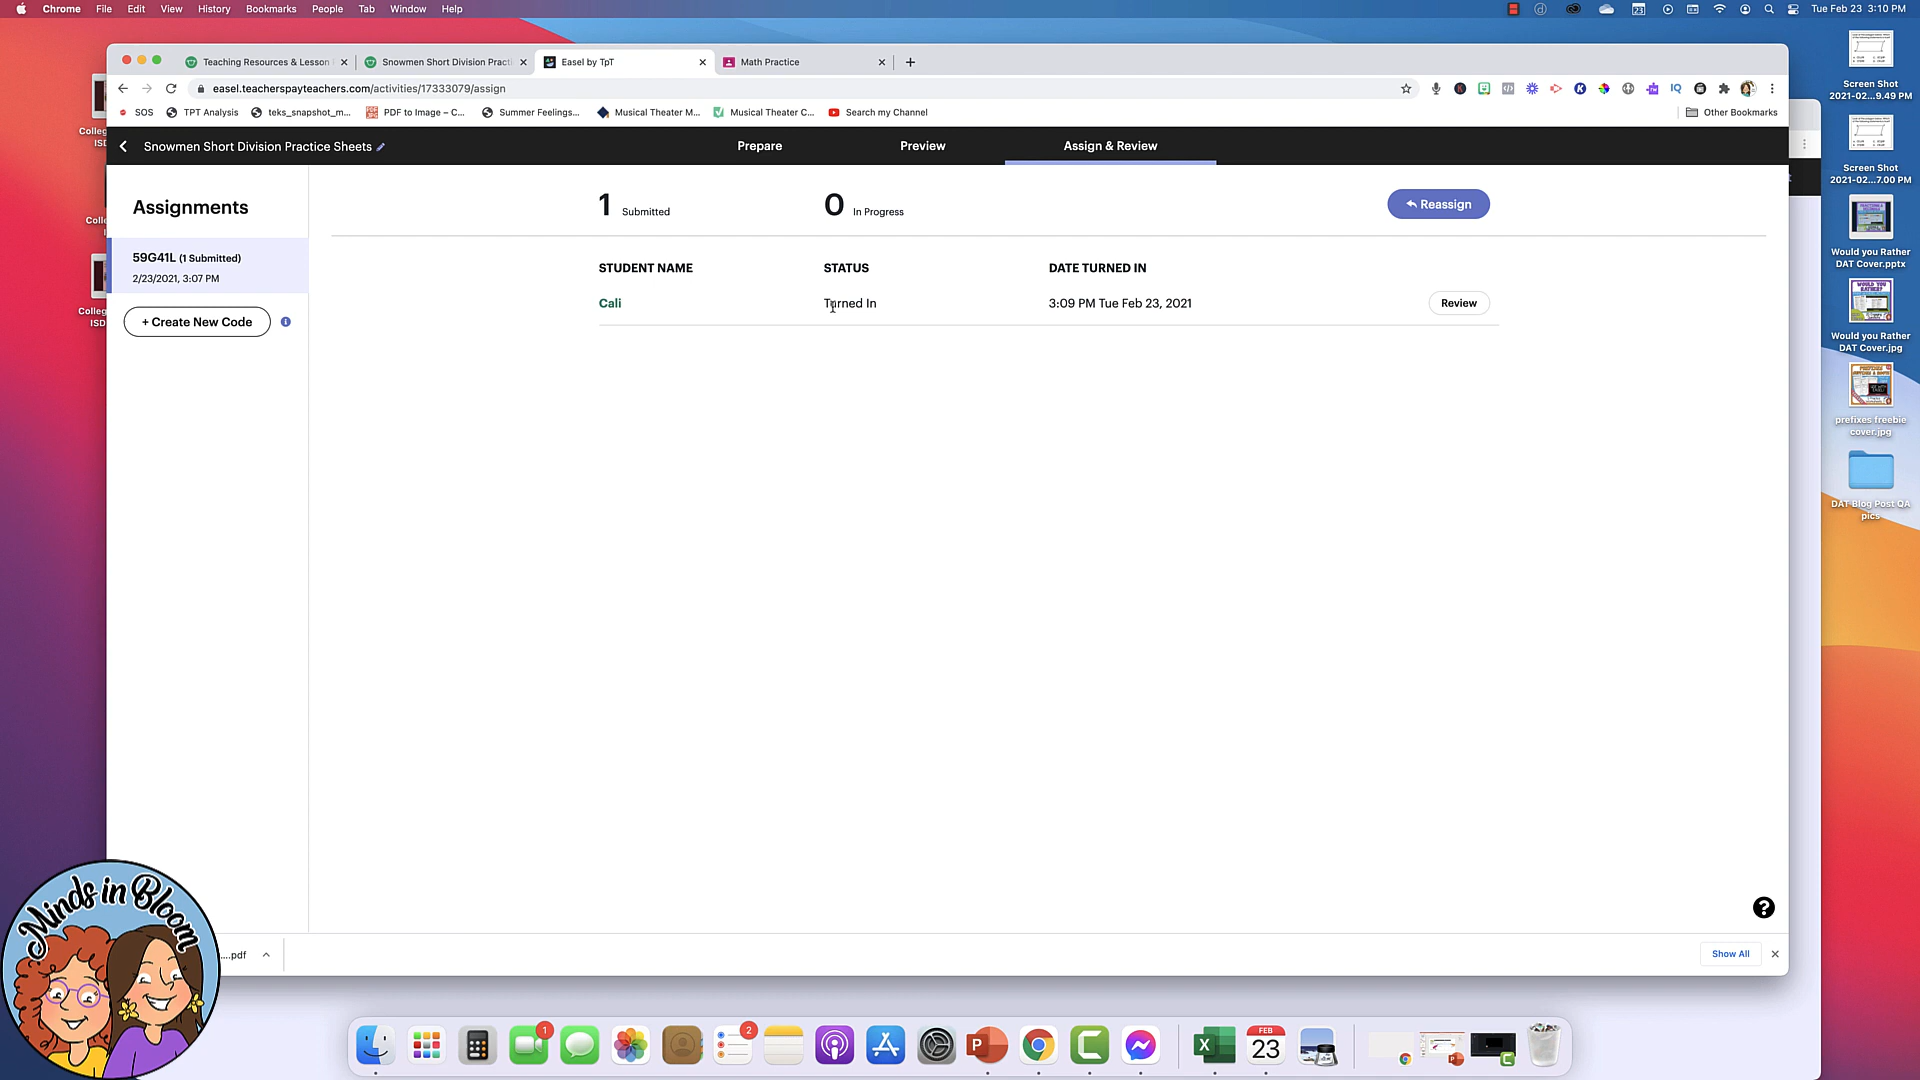 Chrome File Edit View History Bookmarks People Tab Window Help
23
Tue Feb 23 3:10 PM
Teaching Resources & Lesson
Snowmen Short Division Practi
Easel by TpT
Math Practice
easel.teacherspayteachers.com/activities/17333079/assign
SOS
TPT Analysis
teks_snapshot_m...
PDF to Image – C...
Summer Feelings...
Musical Theater M...
Musical Theater C...
Search my Channel
Other Bookmarks
Snowmen Short Division Practice Sheets
Prepare
Preview
Assign & Review
Assignments
59G41L (1 Submitted)
2/23/2021, 3:07 PM
+ Create New Code
1 Submitted
0 In Progress
Reassign
STUDENT NAME
STATUS
DATE TURNED IN
Cali
Turned In
3:09 PM Tue Feb 23, 2021
Review
?
....pdf
Show All
Colleg
ISD
College
Screen Shot
2021-02...9.49 PM
Screen Shot
2021-02...7.00 PM
Would you Rather
DAT Cover.pptx
Would you Rather
DAT Cover.jpg
prefixes freebie
cover.jpg
DAT Blog Post QA
pics
Minds in Bloom
1
2
FEB
23